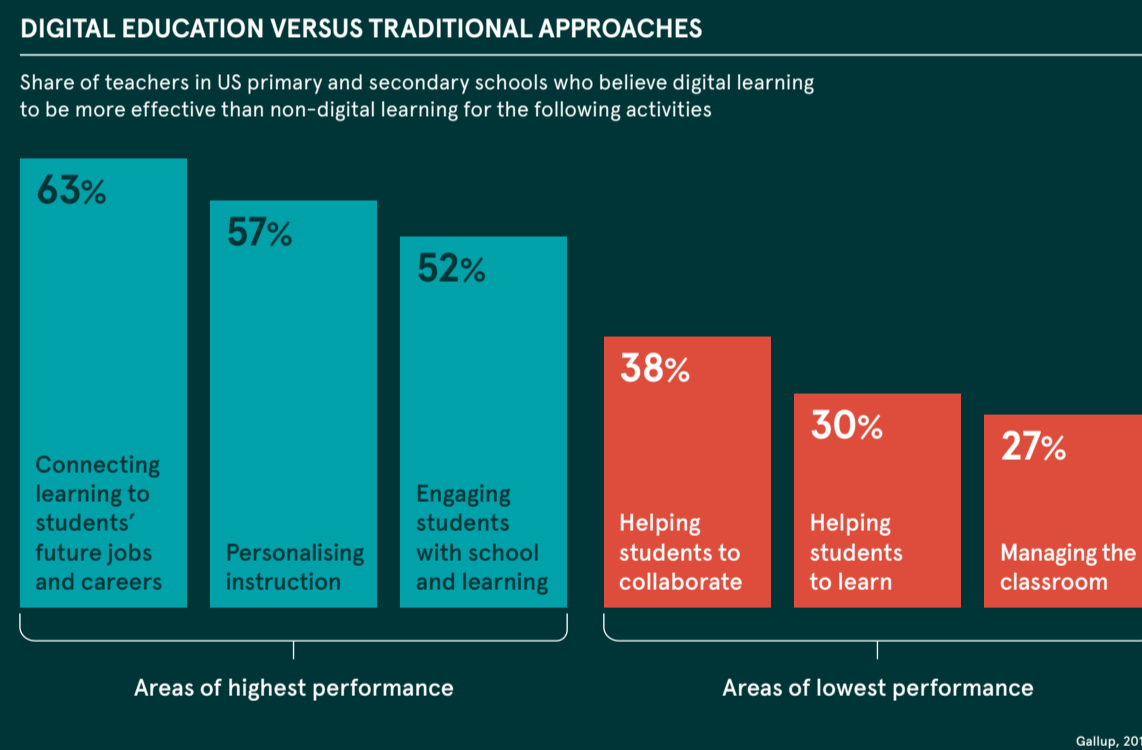 DIGITAL EDUCATION VERSUS TRADITIONAL APPROACHES
Share of teachers in US primary and secondary schools who believe digital learning
to be more effective than non-digital learning for the following activities
63%
Connecting
learning to
students’
future jobs
and careers
57%
Personalising
instruction
52%
Engaging
students
with school
and learning
38%
Helping
students to
collaborate
30%
Helping
students
to learn
27%
Managing the
classroom
Areas of highest performance
Areas of lowest performance
Gallup,